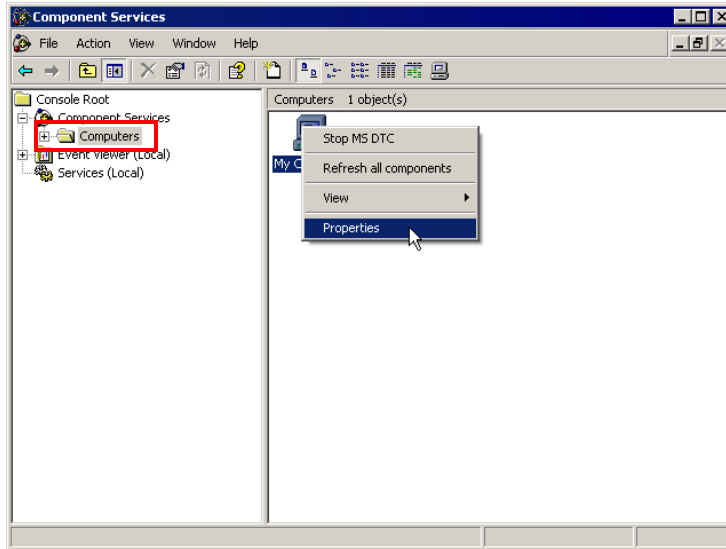 Component Services
File Action View Window Help
Console Root
Component Services
Computers
Event Viewer (Local)
Services (Local)
Computers 1 object(s)
My C
Stop MS DTC
Refresh all components
View
Properties